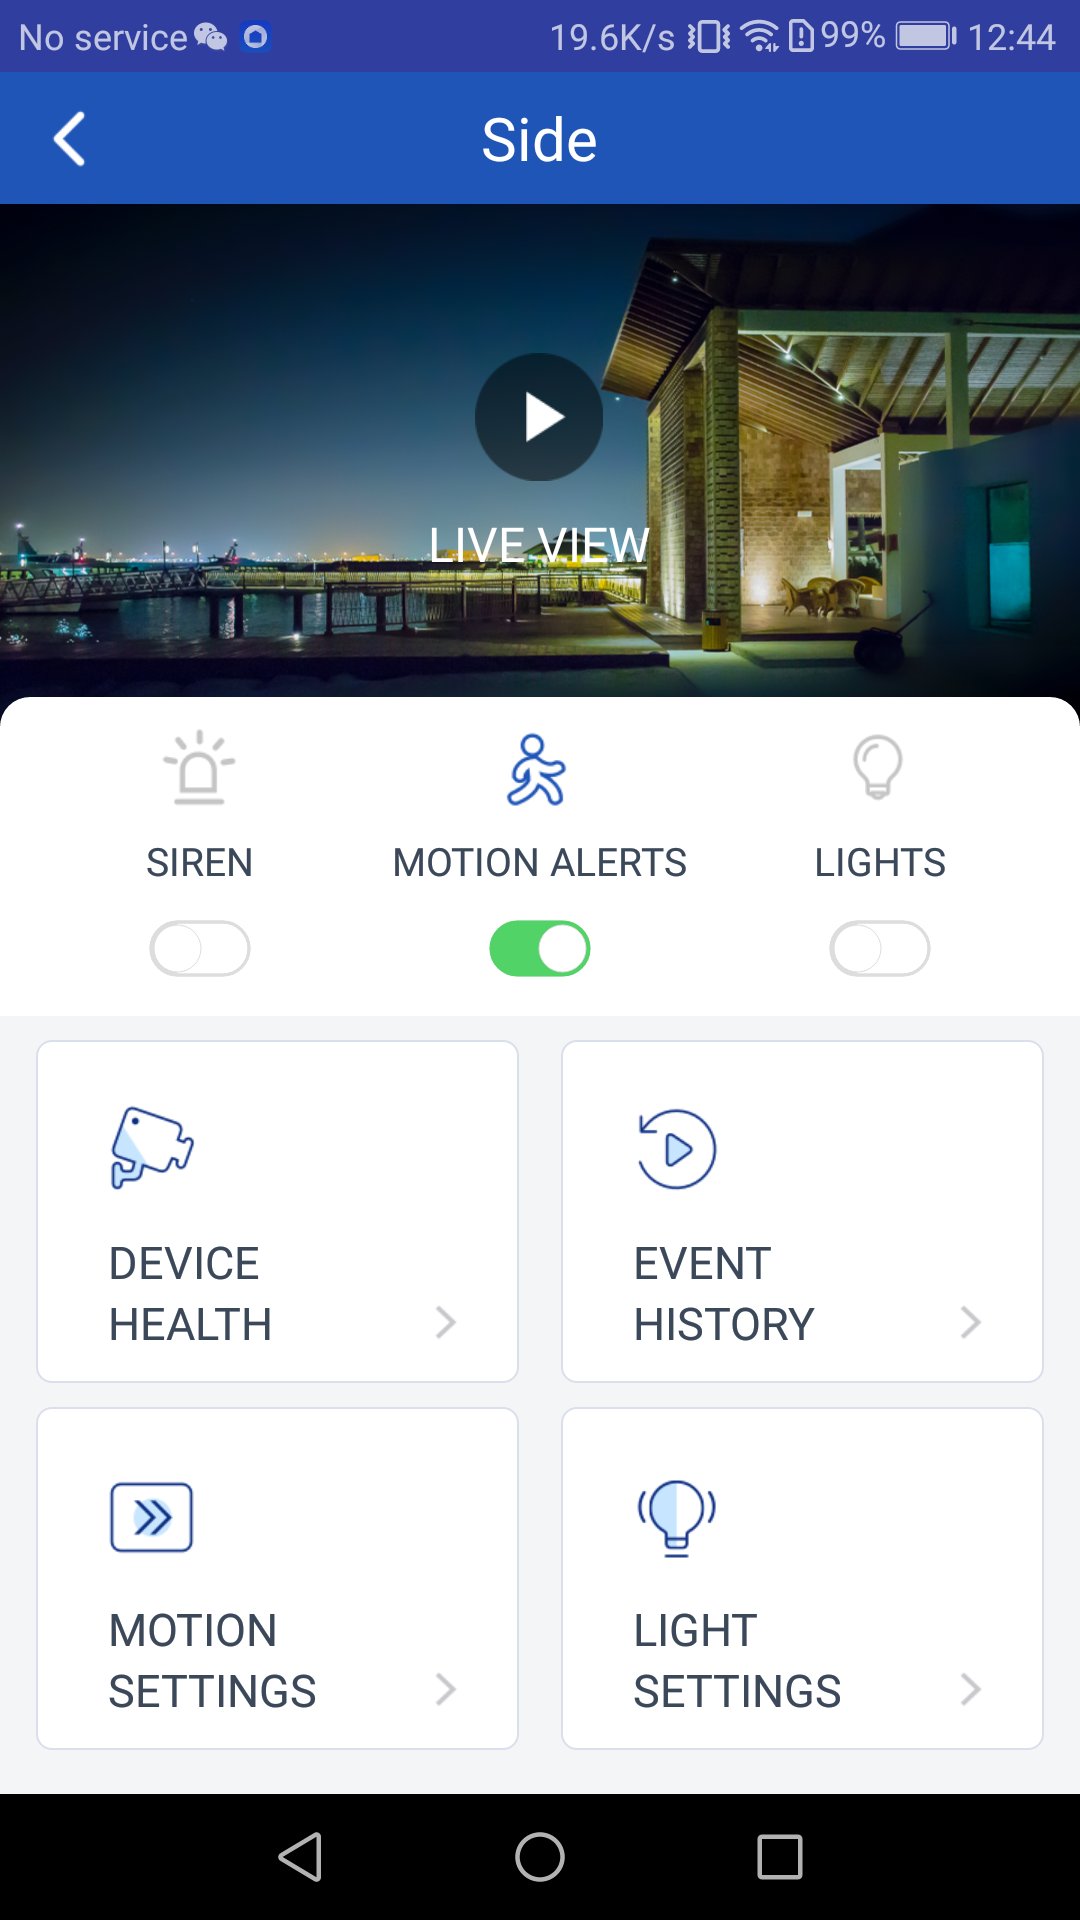 No service 19.6K/s 99% 12:44
Side
LIVE VIEW
SIREN MOTION ALERTS LIGHTS
DEVICE
HEALTH
EVENT
HISTORY
MOTION
SETTINGS
LIGHT
SETTINGS